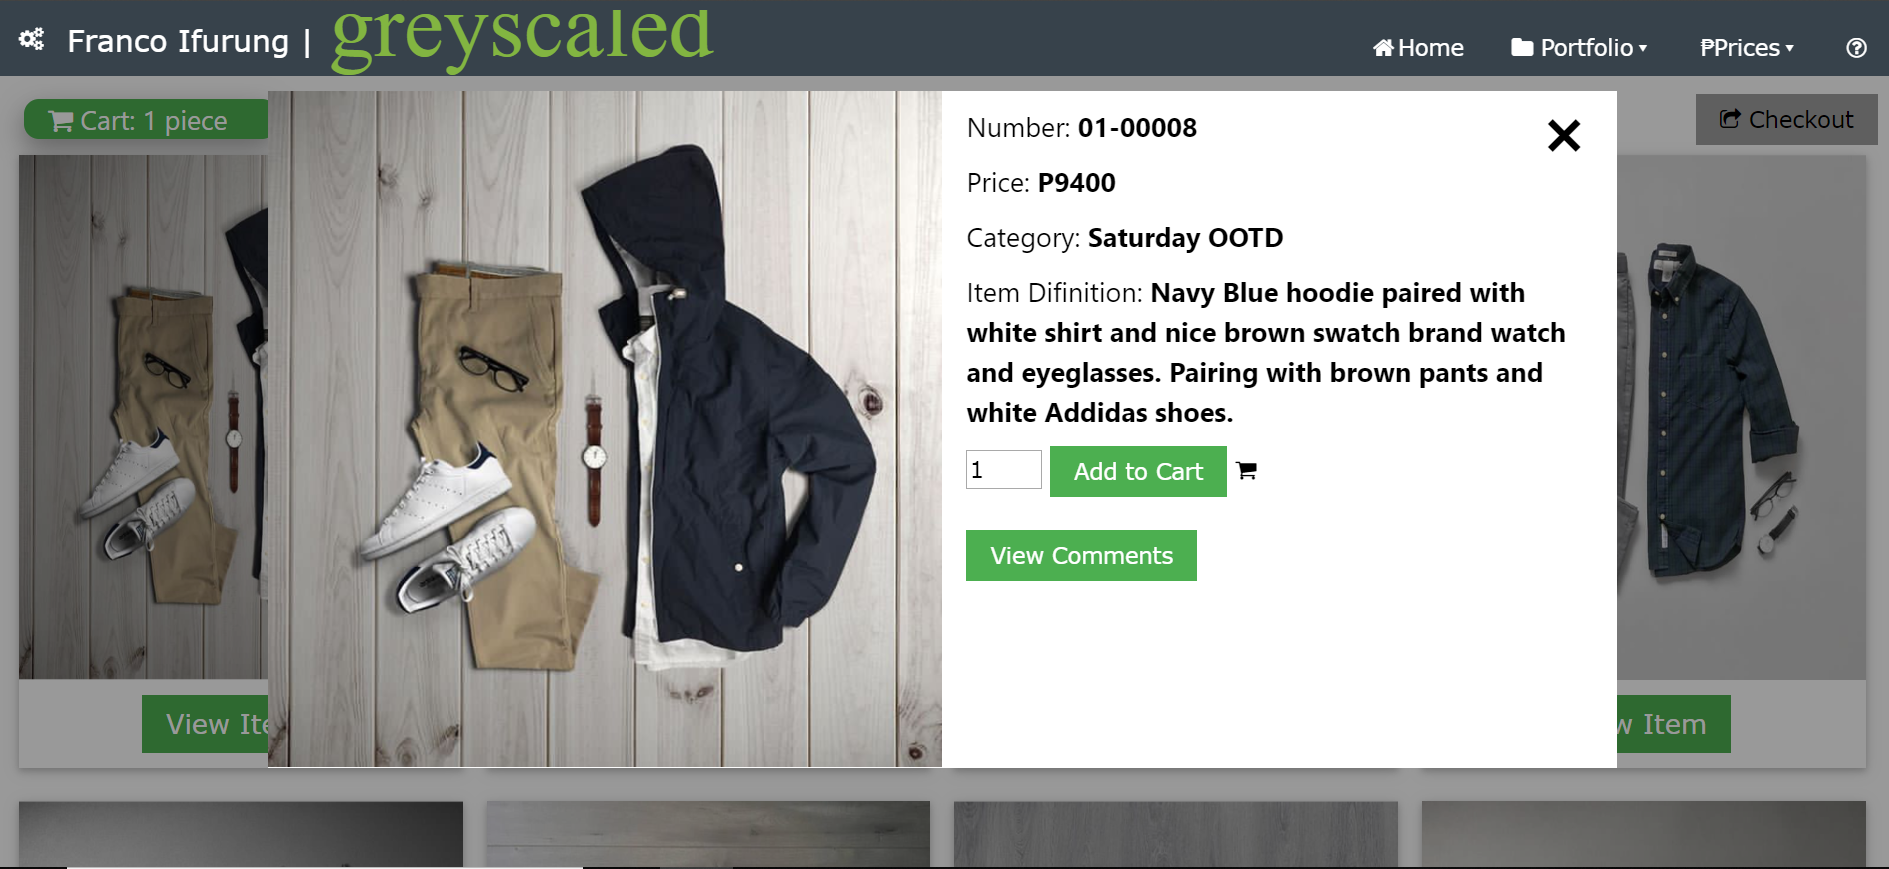 Franco Ifurung | greyscaled
Home Portfolio ₱Prices
Cart: 1 piece
Checkout
Number: 01-00008
Price: P9400
Category: Saturday OOTD
Item Difinition: Navy Blue hoodie paired with
white shirt and nice brown swatch brand watch
and eyeglasses. Pairing with brown pants and
white Addidas shoes.
1 Add to Cart
View Comments
View Ite
w Item